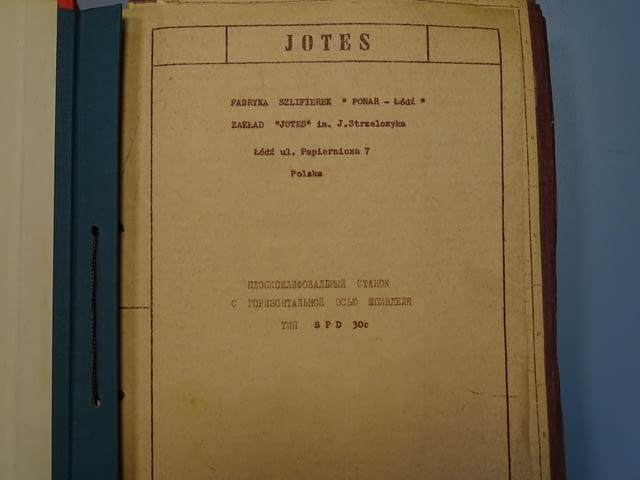 JOTES
FABRYKA SZLIFIEREK " PONAR - Łódź "
ZAKŁAD "JOTES" im. J.Strzelczyka
Łódź ul. Papiernicza 7
Polska
ПЛОСКОШЛИФОВАЛЬНЫЙ СТАНОК
С ГОРИЗОНТАЛЬНОЙ ОСЬЮ ШПИНДЕЛЯ
ТИП S P D 30c